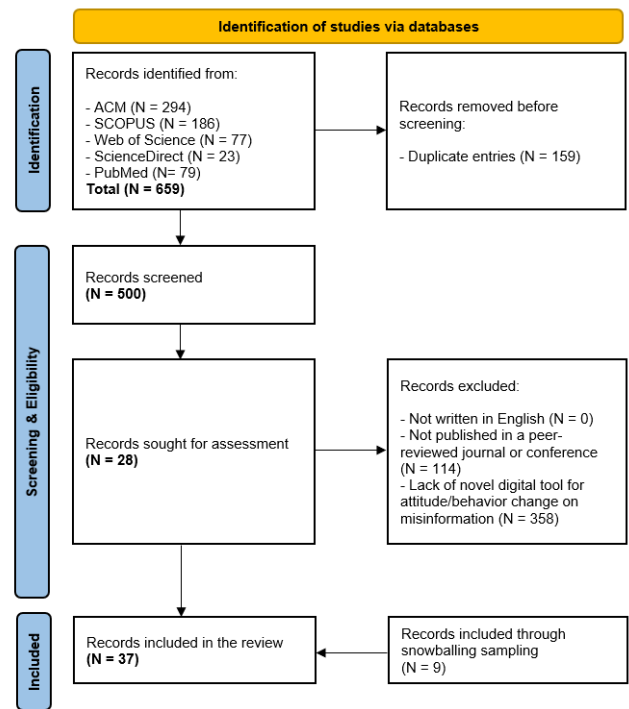 Identification of studies via databases
Identification
Records identified from:
- ACM (N = 294)
- SCOPUS (N = 186)
- Web of Science (N = 77)
- ScienceDirect (N = 23)
- PubMed (N= 79)
Total (N = 659)
Records removed before
screening:
- Duplicate entries (N = 159)
Screening & Eligibility
Records screened
(N = 500)
Records sought for assessment
(N = 28)
Records excluded:
- Not written in English (N = 0)
- Not published in a peer-
reviewed journal or conference
(N = 114)
- Lack of novel digital tool for
attitude/behavior change on
misinformation (N = 358)
Included
Records included in the review
(N = 37)
Records included through
snowballing sampling
(N = 9)